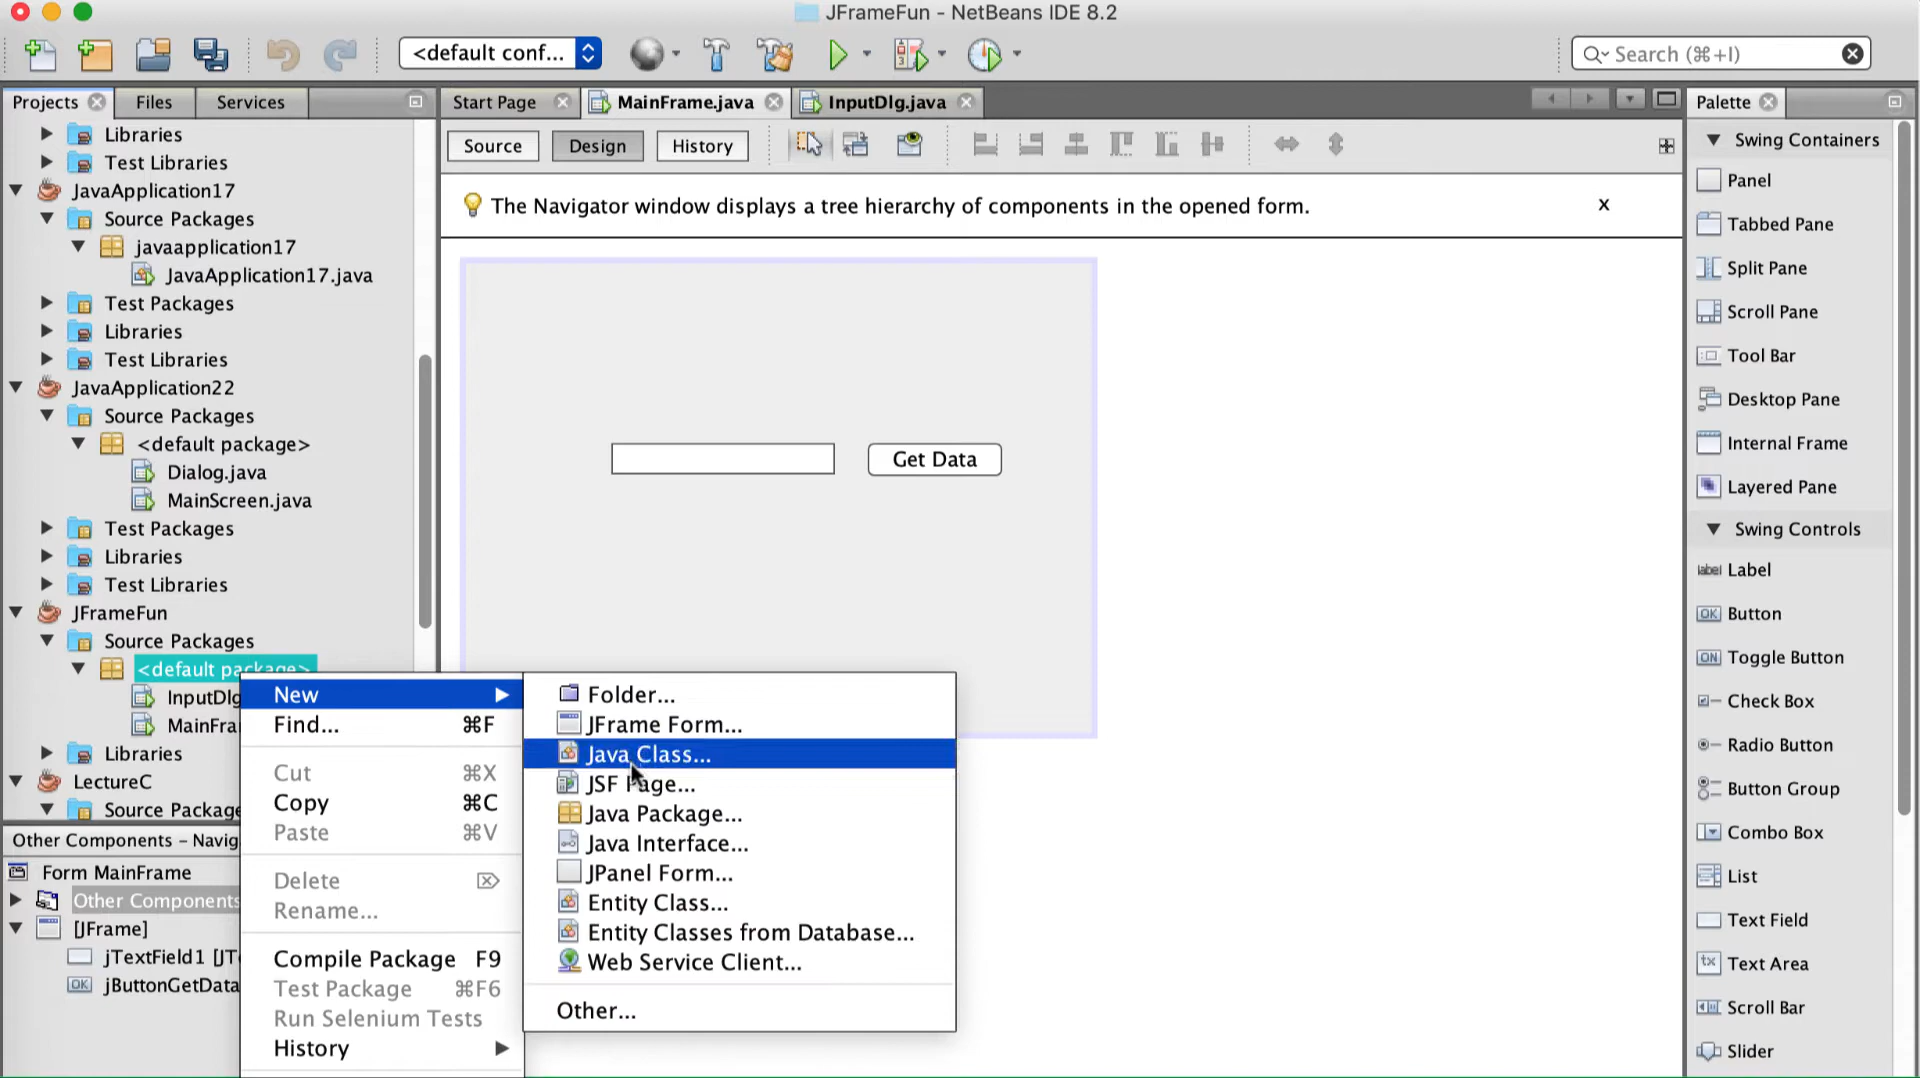 JFrameFun - NetBeans IDE 8.2
<default conf...
Search (⌘+I)
Projects
Files
Services
Start Page
MainFrame.java
InputDlg.java
Palette
Source
Design
History
The Navigator window displays a tree hierarchy of components in the opened form.
x
Libraries
Test Libraries
JavaApplication17
Source Packages
javaapplication17
JavaApplication17.java
Test Packages
Libraries
Test Libraries
JavaApplication22
Source Packages
<default package>
Dialog.java
MainScreen.java
Test Packages
Libraries
Test Libraries
JFrameFun
Source Packages
<default package>
InputDlg
MainFra
Libraries
LectureC
Source Package
Other Components - Navig
Form MainFrame
Other Components
[JFrame]
jTextField1 [JT
jButtonGetData
Get Data
New
Find... ⌘F
Cut ⌘X
Copy ⌘C
Paste ⌘V
Delete ⌦
Rename...
Compile Package F9
Test Package ⌘F6
Run Selenium Tests
History
Folder...
JFrame Form...
Java Class...
JSF Page...
Java Package...
Java Interface...
JPanel Form...
Entity Class...
Entity Classes from Database...
Web Service Client...
Other...
Swing Containers
Panel
Tabbed Pane
Split Pane
Scroll Pane
Tool Bar
Desktop Pane
Internal Frame
Layered Pane
Swing Controls
label Label
OK Button
ON Toggle Button
Check Box
Radio Button
Button Group
Combo Box
List
Text Field
tx Text Area
Scroll Bar
Slider